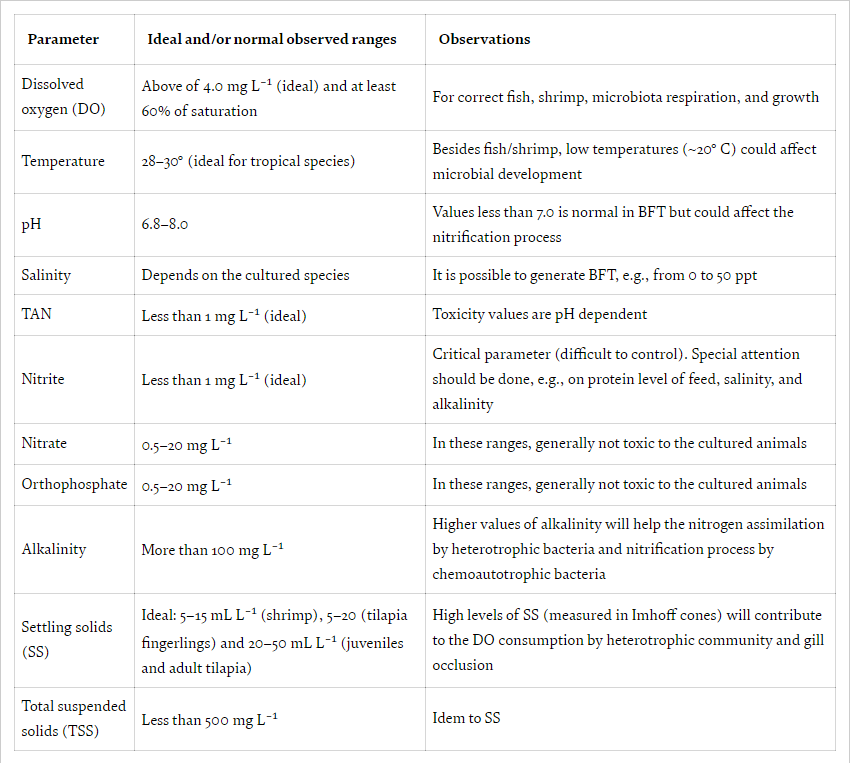 Parameter
Ideal and/or normal observed ranges
Observations
Dissolved
oxygen (DO)
Above of 4.0 mg L⁻¹ (ideal) and at least
60% of saturation
For correct fish, shrimp, microbiota respiration, and growth
Temperature
28–30° (ideal for tropical species)
Besides fish/shrimp, low temperatures (~20° C) could affect
microbial development
pH
6.8–8.0
Values less than 7.0 is normal in BFT but could affect the
nitrification process
Salinity
Depends on the cultured species
It is possible to generate BFT, e.g., from 0 to 50 ppt
TAN
Less than 1 mg L⁻¹ (ideal)
Toxicity values are pH dependent
Nitrite
Less than 1 mg L⁻¹ (ideal)
Critical parameter (difficult to control). Special attention
should be done, e.g., on protein level of feed, salinity, and
alkalinity
Nitrate
0.5–20 mg L⁻¹
In these ranges, generally not toxic to the cultured animals
Orthophosphate
0.5–20 mg L⁻¹
In these ranges, generally not toxic to the cultured animals
Alkalinity
More than 100 mg L⁻¹
Higher values of alkalinity will help the nitrogen assimilation
by heterotrophic bacteria and nitrification process by
chemoautotrophic bacteria
Settling solids
(SS)
Ideal: 5–15 mL L⁻¹ (shrimp), 5–20 (tilapia
fingerlings) and 20–50 mL L⁻¹ (juveniles
and adult tilapia)
High levels of SS (measured in Imhoff cones) will contribute
to the DO consumption by heterotrophic community and gill
occlusion
Total suspended
solids (TSS)
Less than 500 mg L⁻¹
Idem to SS